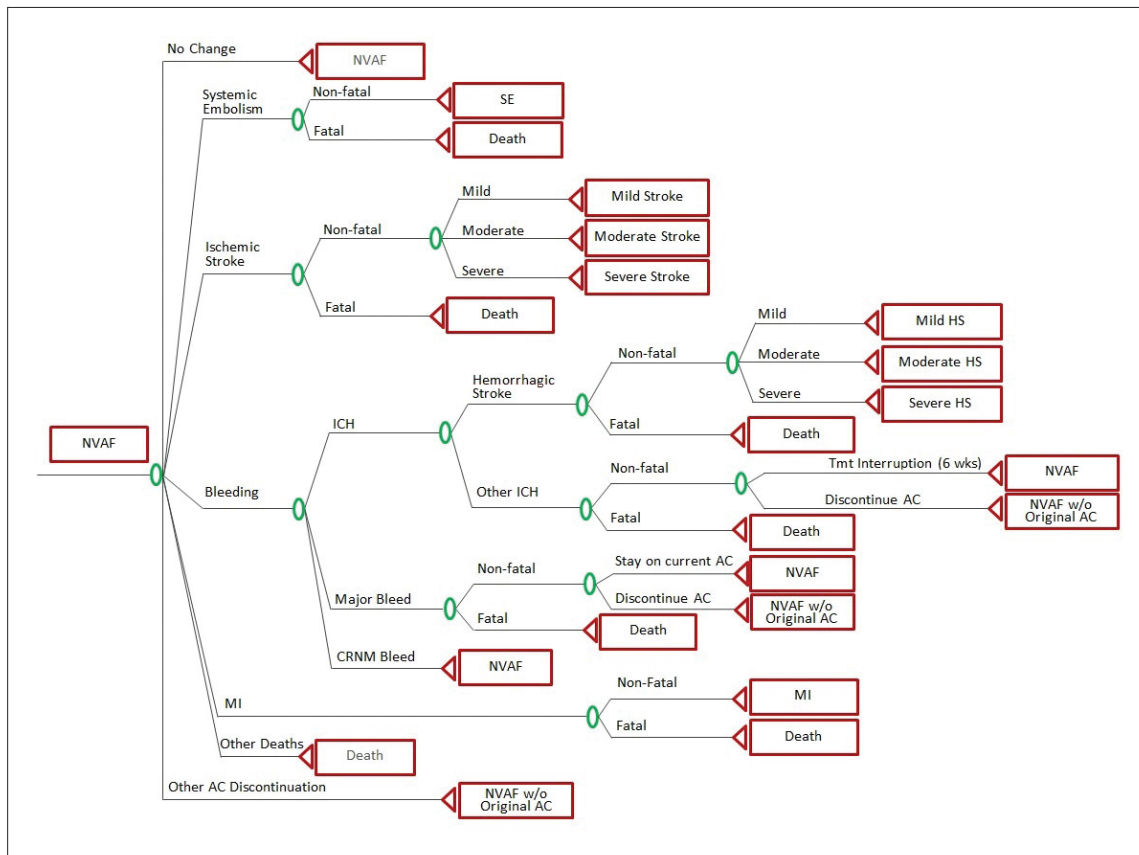 No Change
NVAF
Systemic
Embolism
Non-fatal
SE
Fatal
Death
Ischemic
Stroke
Non-fatal
Mild
Mild Stroke
Moderate
Moderate Stroke
Severe
Severe Stroke
Fatal
Death
NVAF
Bleeding
ICH
Hemorrhagic
Stroke
Non-fatal
Mild
Mild HS
Moderate
Moderate HS
Severe
Severe HS
Fatal
Death
Other ICH
Non-fatal
Tmt Interruption (6 wks)
NVAF
Discontinue AC
NVAF w/o
Original AC
Fatal
Death
Major Bleed
Non-fatal
Stay on current AC
NVAF
Discontinue AC
NVAF w/o
Original AC
Fatal
Death
CRNM Bleed
NVAF
MI
Non-Fatal
MI
Fatal
Death
Other Deaths
Death
Other AC Discontinuation
NVAF w/o
Original AC